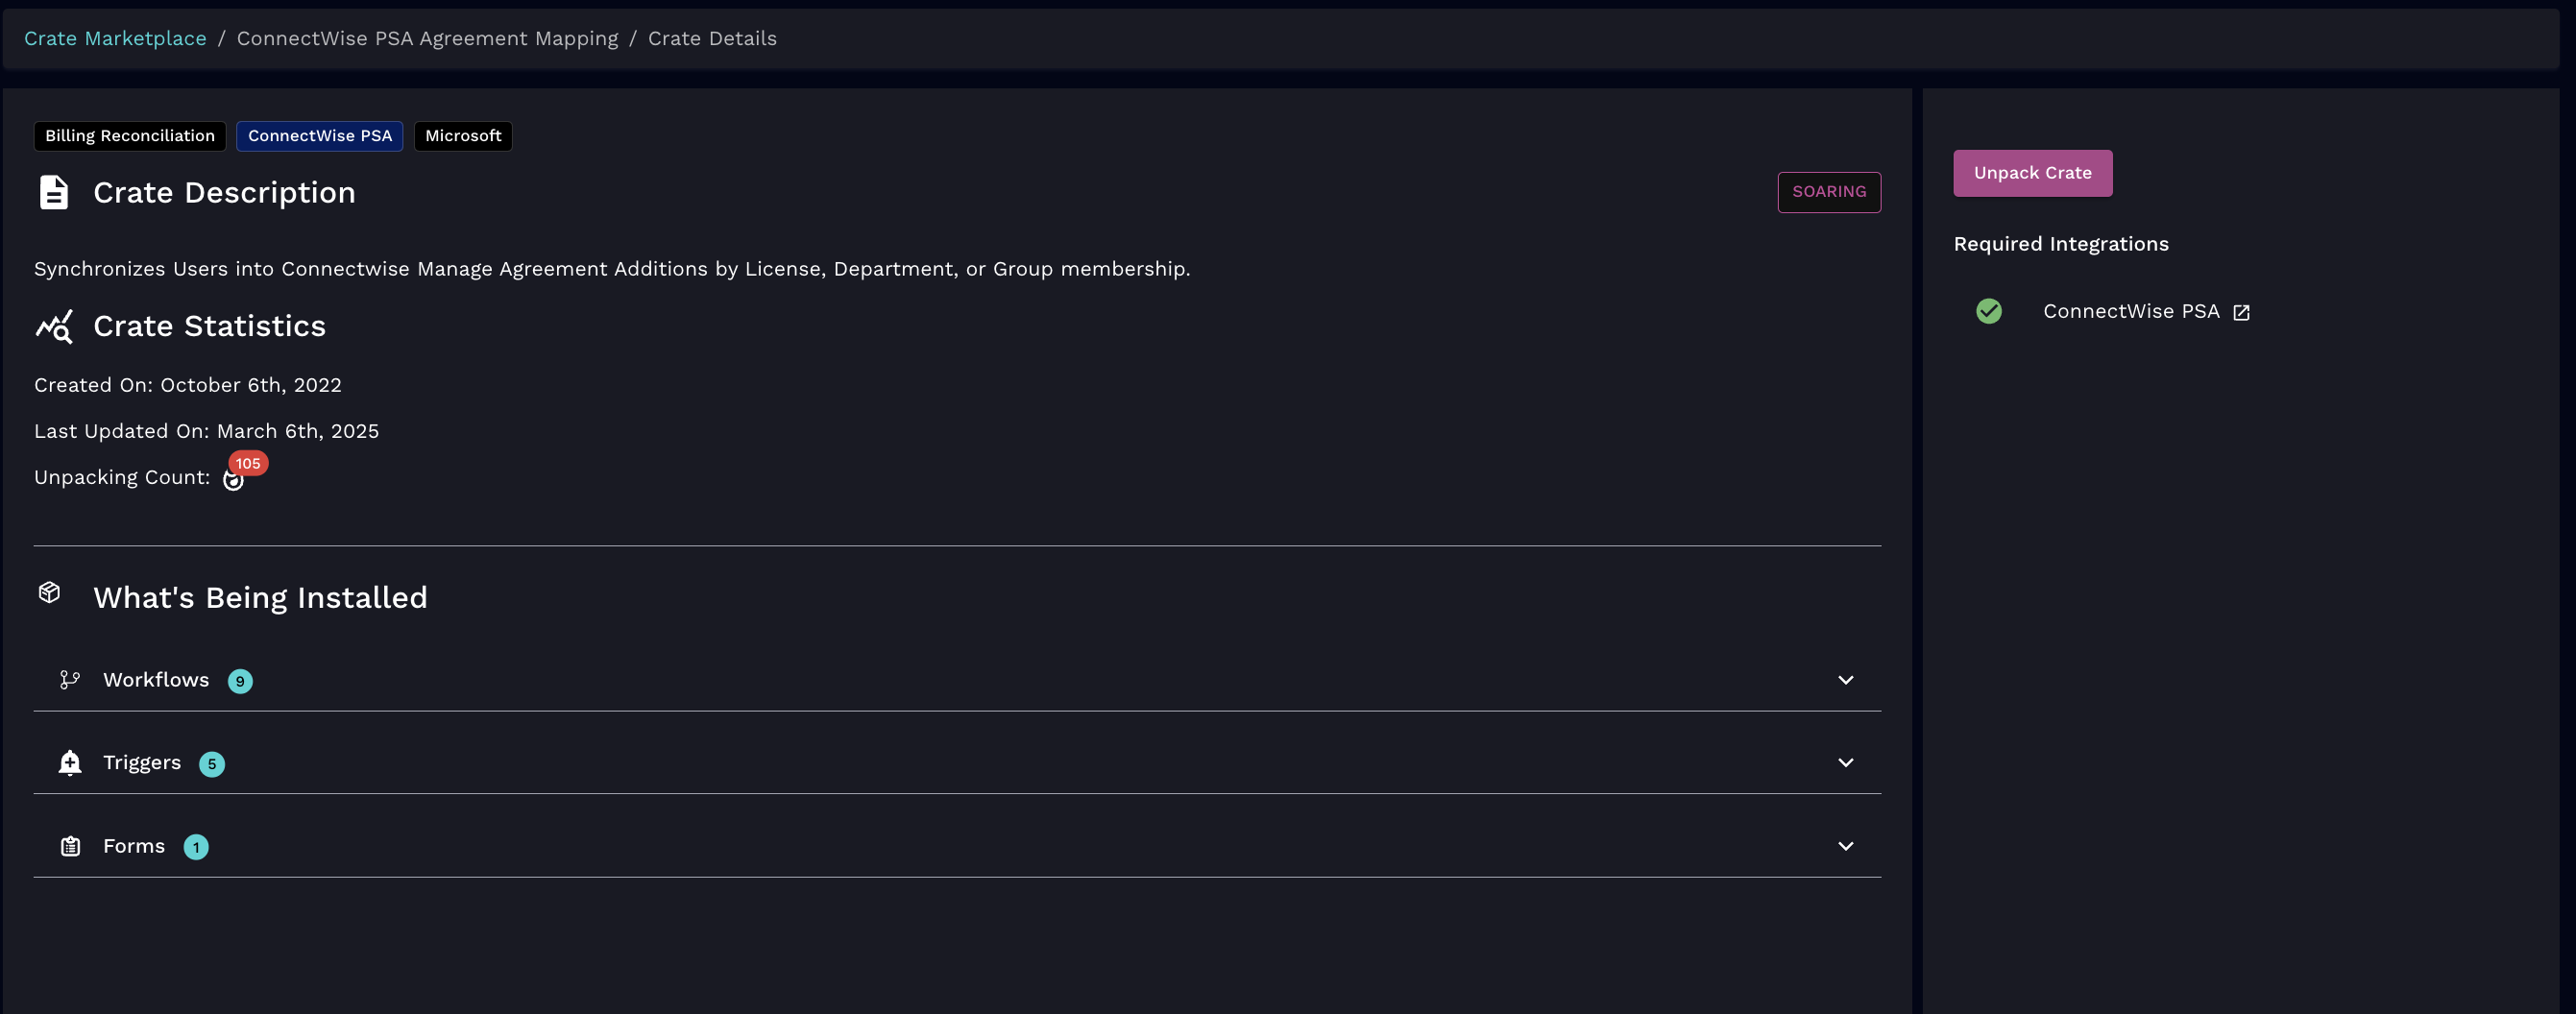 Crate Marketplace / ConnectWise PSA Agreement Mapping / Crate Details
Billing Reconciliation ConnectWise PSA Microsoft
Crate Description
SOARING
Synchronizes Users into Connectwise Manage Agreement Additions by License, Department, or Group membership.
Crate Statistics
Created On: October 6th, 2022
Last Updated On: March 6th, 2025
Unpacking Count: 105
What's Being Installed
Workflows 9
Triggers 5
Forms 1
Unpack Crate
Required Integrations
ConnectWise PSA